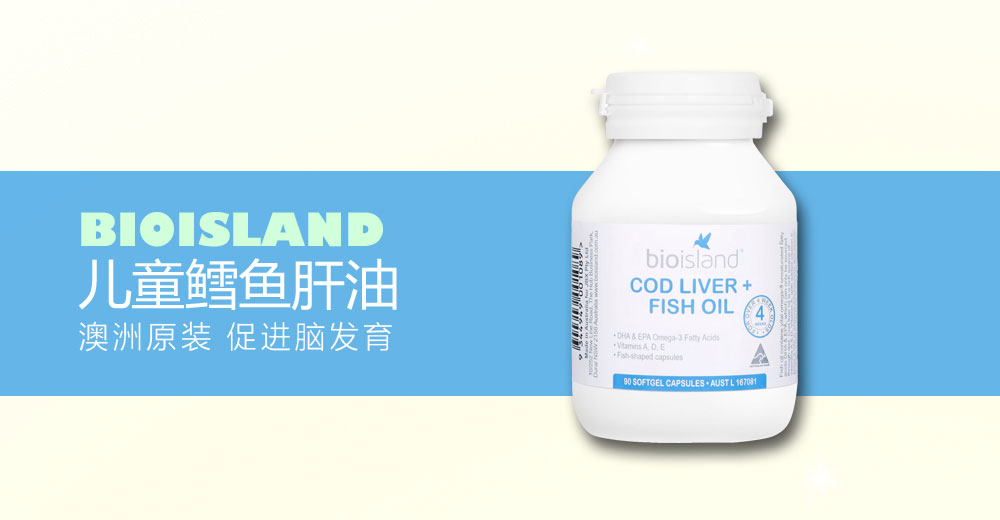 BIOISLAND
儿童鳕鱼肝油
澳洲原装 促进脑发育
bioisland®
COD LIVER +
FISH OIL
• DHA & EPA Omega-3 Fatty Acids
• Vitamins A, D, E
• Fish-shaped capsules
4
WEEKS
90 SOFTGEL CAPSULES • AUST L 167081